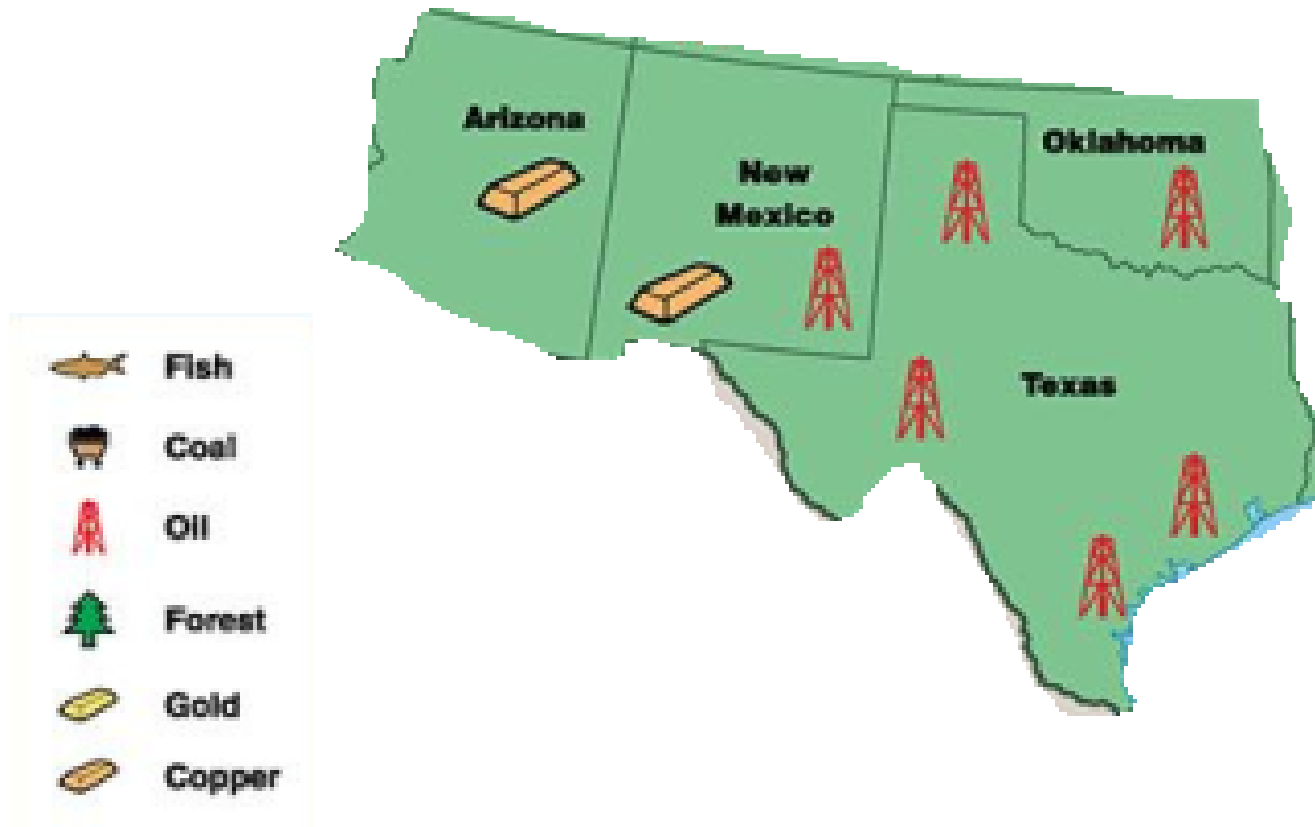 Arizona
New
Mexico
Oklahoma
Texas
Fish
Coal
Oil
Forest
Gold
Copper